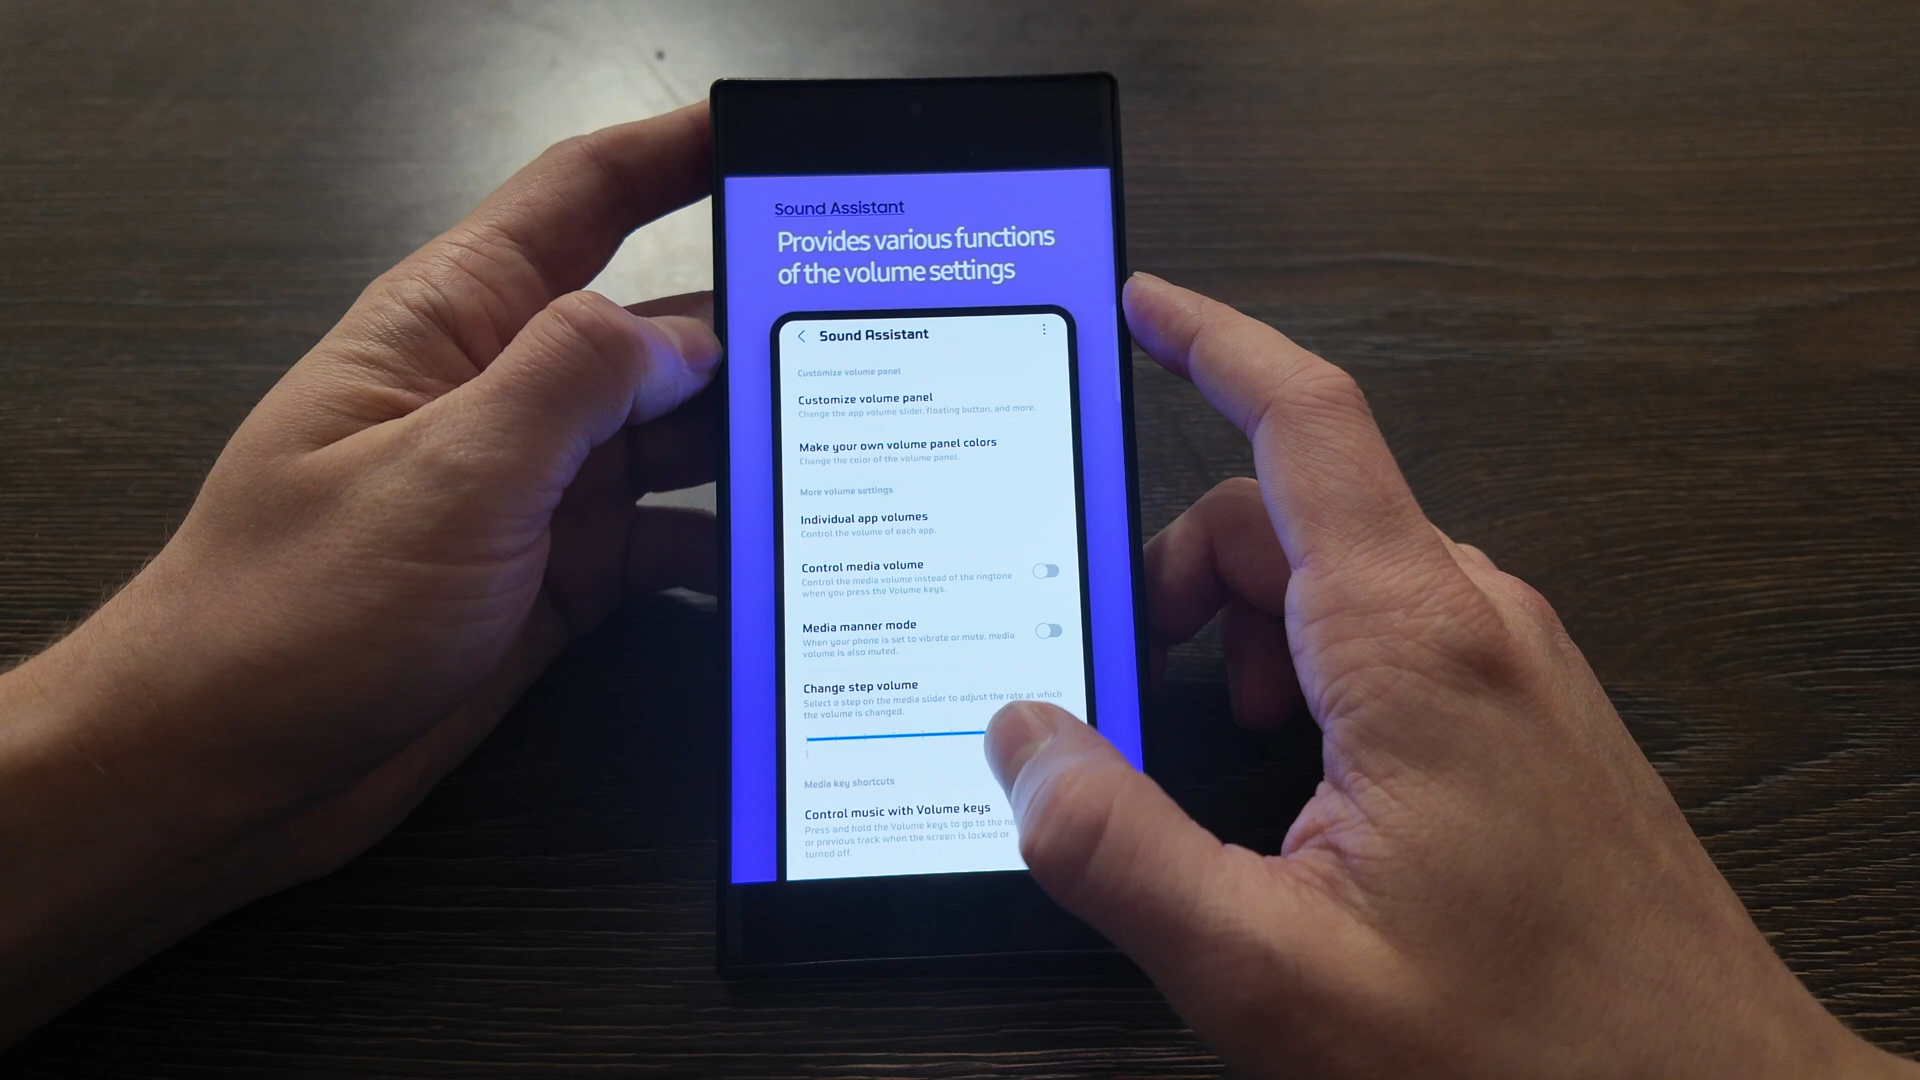 Sound Assistant
Provides various functions
of the volume settings
Sound Assistant
Customize volume panel
Customize volume panel
Change the app volume slider, floating button, and more.
Make your own volume panel colors
Change the color of the volume panel.
More volume settings
Individual app volumes
Control the volume of each app.
Control media volume
Control the media volume instead of the ringtone
when you press the Volume keys.
Media manner mode
When your phone is set to vibrate or mute, media
volume is also muted.
Change step volume
Select a step on the media slider to adjust the rate at which
the volume is changed.
1
Media key shortcuts
Control music with Volume keys
Press and hold the Volume keys to go to the
or previous track when the screen is locked or
turned off.